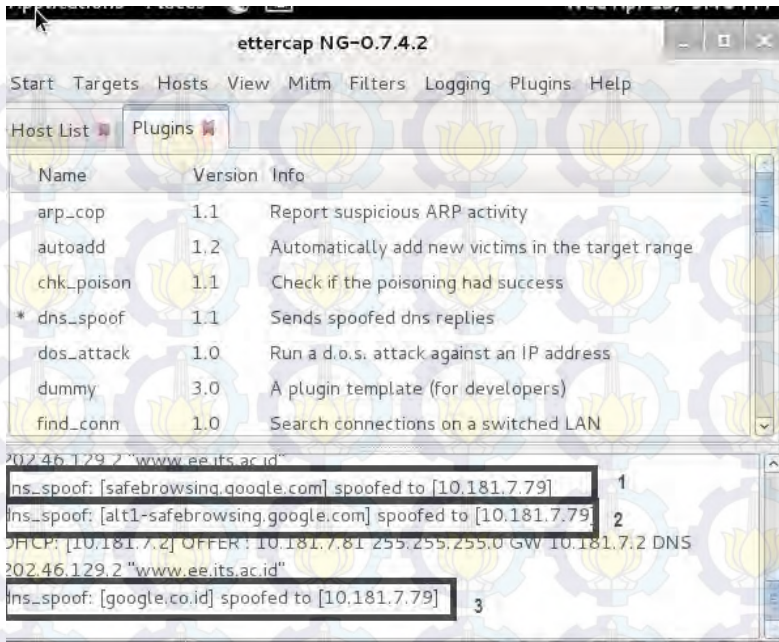 ettercap NG-0.7.4.2
Start Targets Hosts View Mitm Filters Logging Plugins Help
Host List Plugins
Name Version Info
arp_cop 1.1 Report suspicious ARP activity
autoadd 1.2 Automatically add new victims in the target range
chk_poison 1.1 Check if the poisoning had success
* dns_spoof 1.1 Sends spoofed dns replies
dos_attack 1.0 Run a d.o.s. attack against an IP address
dummy 3.0 A plugin template (for developers)
find_conn 1.0 Search connections on a switched LAN
202.46.129.2 "www.ee.its.ac.id"
dns_spoof: [safebrowsing.google.com] spoofed to [10.181.7.79] 1
dns_spoof: [alt1-safebrowsing.google.com] spoofed to [10.181.7.79] 2
DHCP: [10.181.7.2] OFFER : 10.181.7.81 255.255.255.0 GW 10.181.7.2 DNS
202.46.129.2 "www.ee.its.ac.id"
dns_spoof: [google.co.id] spoofed to [10.181.7.79] 3